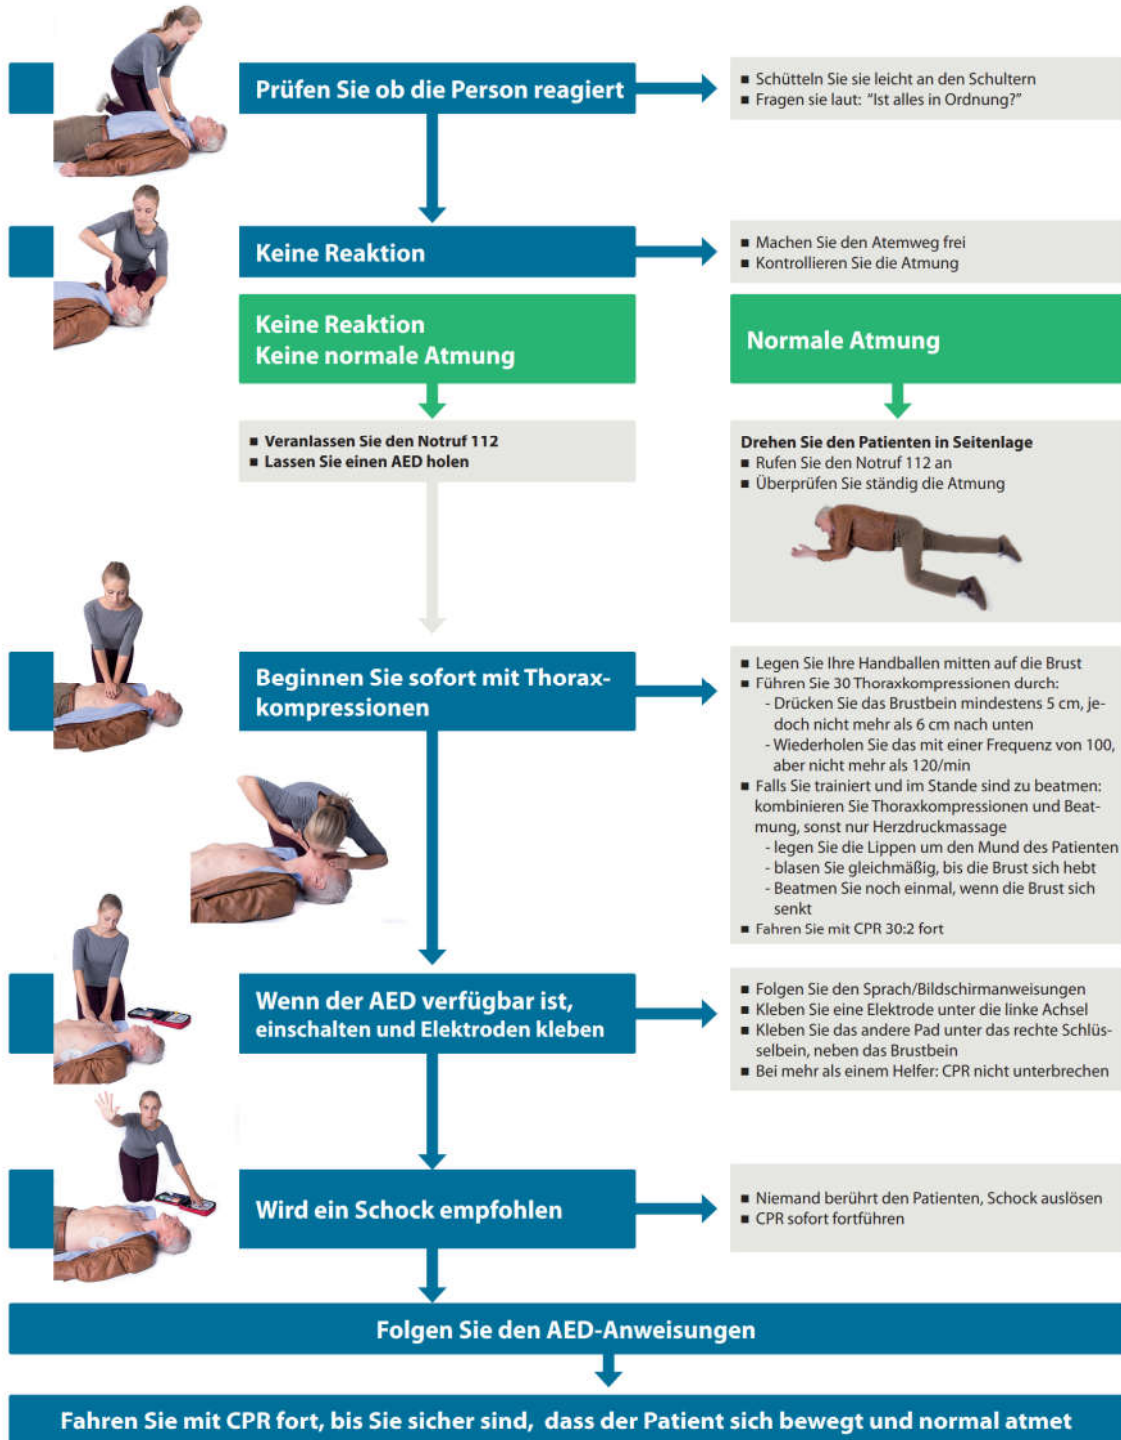 Prüfen Sie ob die Person reagiert
■ Schütteln Sie sie leicht an den Schultern
■ Fragen sie laut: “Ist alles in Ordnung?”
Keine Reaktion
■ Machen Sie den Atemweg frei
■ Kontrollieren Sie die Atmung
Keine Reaktion
Keine normale Atmung
Normale Atmung
■ Veranlassen Sie den Notruf 112
■ Lassen Sie einen AED holen
Drehen Sie den Patienten in Seitenlage
■ Rufen Sie den Notruf 112 an
■ Überprüfen Sie ständig die Atmung
Beginnen Sie sofort mit Thorax-
kompressionen
■ Legen Sie Ihre Handballen mitten auf die Brust
■ Führen Sie 30 Thoraxkompressionen durch:
- Drücken Sie das Brustbein mindestens 5 cm, je-
doch nicht mehr als 6 cm nach unten
- Wiederholen Sie das mit einer Frequenz von 100,
aber nicht mehr als 120/min
■ Falls Sie trainiert und im Stande sind zu beatmen:
kombinieren Sie Thoraxkompressionen und Beat-
mung, sonst nur Herzdruckmassage
- legen Sie die Lippen um den Mund des Patienten
- blasen Sie gleichmäßig, bis die Brust sich hebt
- Beatmen Sie noch einmal, wenn die Brust sich
senkt
■ Fahren Sie mit CPR 30:2 fort
Wenn der AED verfügbar ist,
einschalten und Elektroden kleben
■ Folgen Sie den Sprach/Bildschirmanweisungen
■ Kleben Sie eine Elektrode unter die linke Achsel
■ Kleben Sie das andere Pad unter das rechte Schlüs-
selbein, neben das Brustbein
■ Bei mehr als einem Helfer: CPR nicht unterbrechen
Wird ein Schock empfohlen
■ Niemand berührt den Patienten, Schock auslösen
■ CPR sofort fortführen
Folgen Sie den AED-Anweisungen
Fahren Sie mit CPR fort, bis Sie sicher sind, dass der Patient sich bewegt und normal atmet